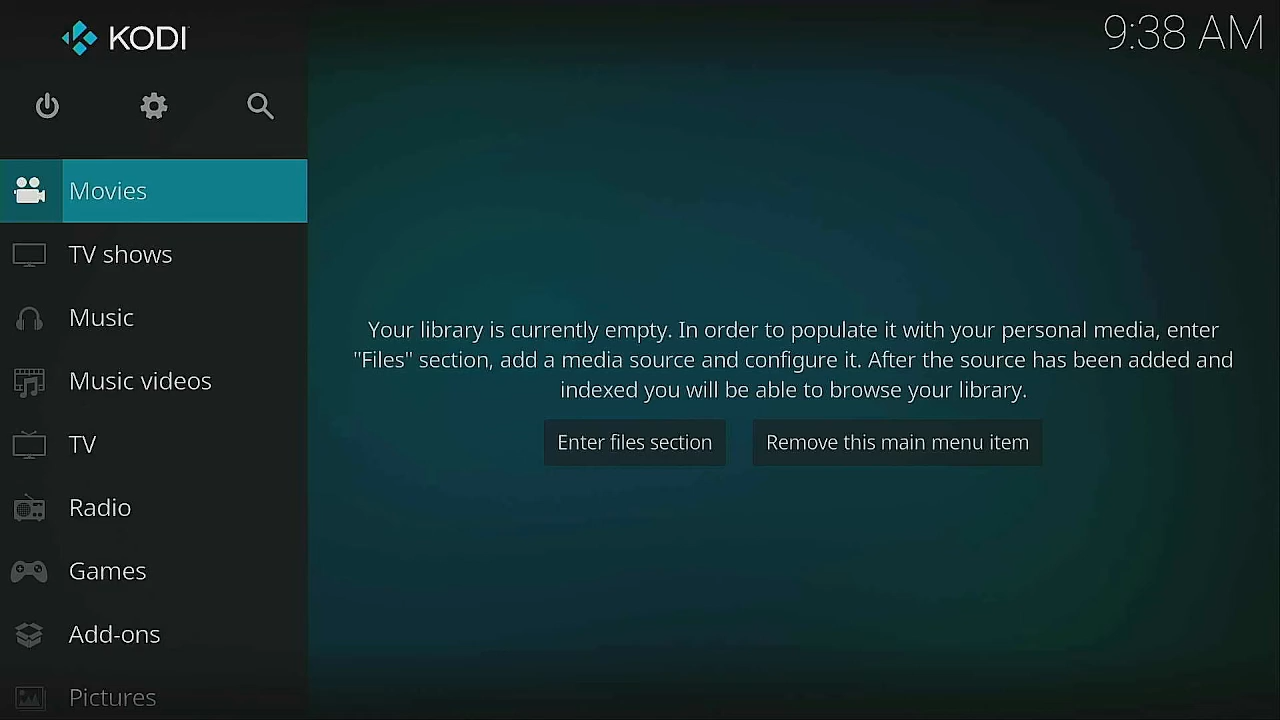 KODI
9:38 AM
Movies
TV shows
Music
Music videos
TV
Radio
Games
Add-ons
Pictures
Your library is currently empty. In order to populate it with your personal media, enter
"Files" section, add a media source and configure it. After the source has been added and
indexed you will be able to browse your library.
Enter files section
Remove this main menu item